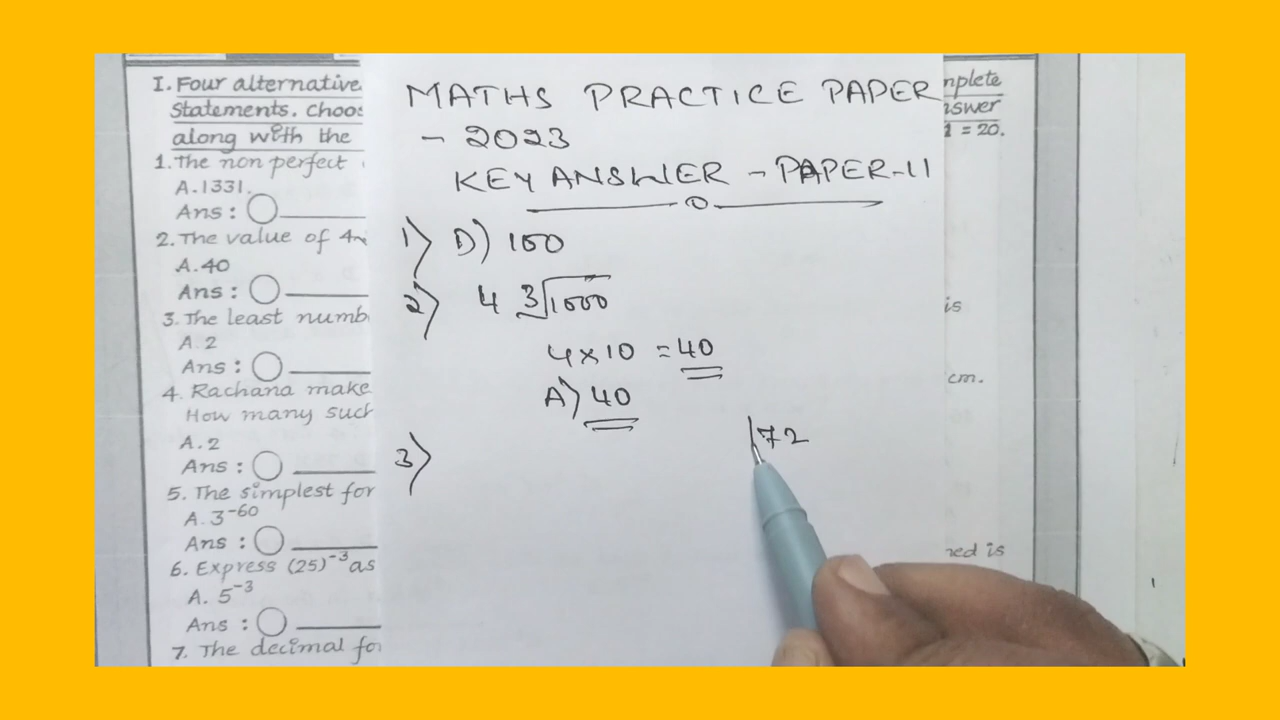 I. Four alternative
Statements. Choos
along with the
1. The non perfect
A. 1331.
Ans :
2. The value of 4
A. 40
Ans :
3. The least numb
A. 2
Ans :
4. Rachana make
How many such
A. 2
Ans :
5. The simplest for
A. 3⁻⁶⁰
Ans :
6. Express (25)⁻³ as
A. 5⁻³
Ans :
7. The decimal for
MATHS PRACTICE PAPER
- 2023
KEY ANSWER - PAPER-II
1) D) 100
2) 4 ∛1000
4 × 10 = 40
A) 40
3) 72
mplete
nswer
1 = 20.
is
cm.
ned is